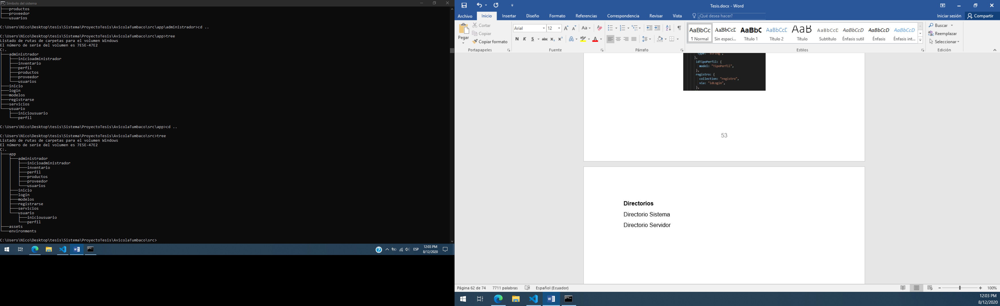 Símbolo del sistema
├───productos
├───proveedor
└───usuarios
C:\Users\Nico\Desktop\tesis\Sistema\ProyectoTesis\AvicolaTumbaco\src\app\administrador>cd ..
C:\Users\Nico\Desktop\tesis\Sistema\ProyectoTesis\AvicolaTumbaco\src\app>tree
Listado de rutas de carpetas para el volumen Windows
El número de serie del volumen es 7E5E-47E2
C:.
├───administrador
│   ├───inicioadministrador
│   ├───inventario
│   ├───perfil
│   ├───productos
│   ├───proveedor
│   └───usuarios
├───inicio
├───login
├───modelos
├───registrarse
├───servicios
└───usuario
    ├───iniciousuario
    └───perfil
C:\Users\Nico\Desktop\tesis\Sistema\ProyectoTesis\AvicolaTumbaco\src\app>cd ..
C:\Users\Nico\Desktop\tesis\Sistema\ProyectoTesis\AvicolaTumbaco\src>tree
Listado de rutas de carpetas para el volumen Windows
El número de serie del volumen es 7E5E-47E2
C:.
├───app
│   ├───administrador
│   │   ├───inicioadministrador
│   │   ├───inventario
│   │   ├───perfil
│   │   ├───productos
│   │   ├───proveedor
│   │   └───usuarios
│   ├───inicio
│   ├───login
│   ├───modelos
│   ├───registrarse
│   ├───servicios
│   └───usuario
│       ├───iniciousuario
│       └───perfil
├───assets
└───environments
C:\Users\Nico\Desktop\tesis\Sistema\ProyectoTesis\AvicolaTumbaco\src>
ESP
12:03 PM
8/12/2020
Tesis.docx - Word
Archivo Inicio Insertar Diseño Formato Referencias Correspondencia Revisar Vista ¿Qué desea hacer? Iniciar sesión Compartir
Pegar
Cortar
Copiar
Copiar formato
Portapapeles
Arial 12
N K S abc x₂ x²
Fuente
Párrafo
AaBbCc AaBbCcD AaBbC AaBbCcD AaB AaBbCcD AaBbCcD AaBbCcD AaBbCcD
¶ Normal Sin espaci... Título 1 Título 2 Título Subtítulo Énfasis sutil Énfasis Énfasis int...
Estilos
Buscar
Reemplazar
Seleccionar
Edición
type: "string",
},
idTipoPerfil: {
model: "TipoPerfil",
},
registro: {
collection: "registro",
via: "idLogin",
},
53
Directorios
Directorio Sistema
Directorio Servidor
Página 62 de 74 7711 palabras Español (Ecuador) 100%
12:03 PM
8/12/2020